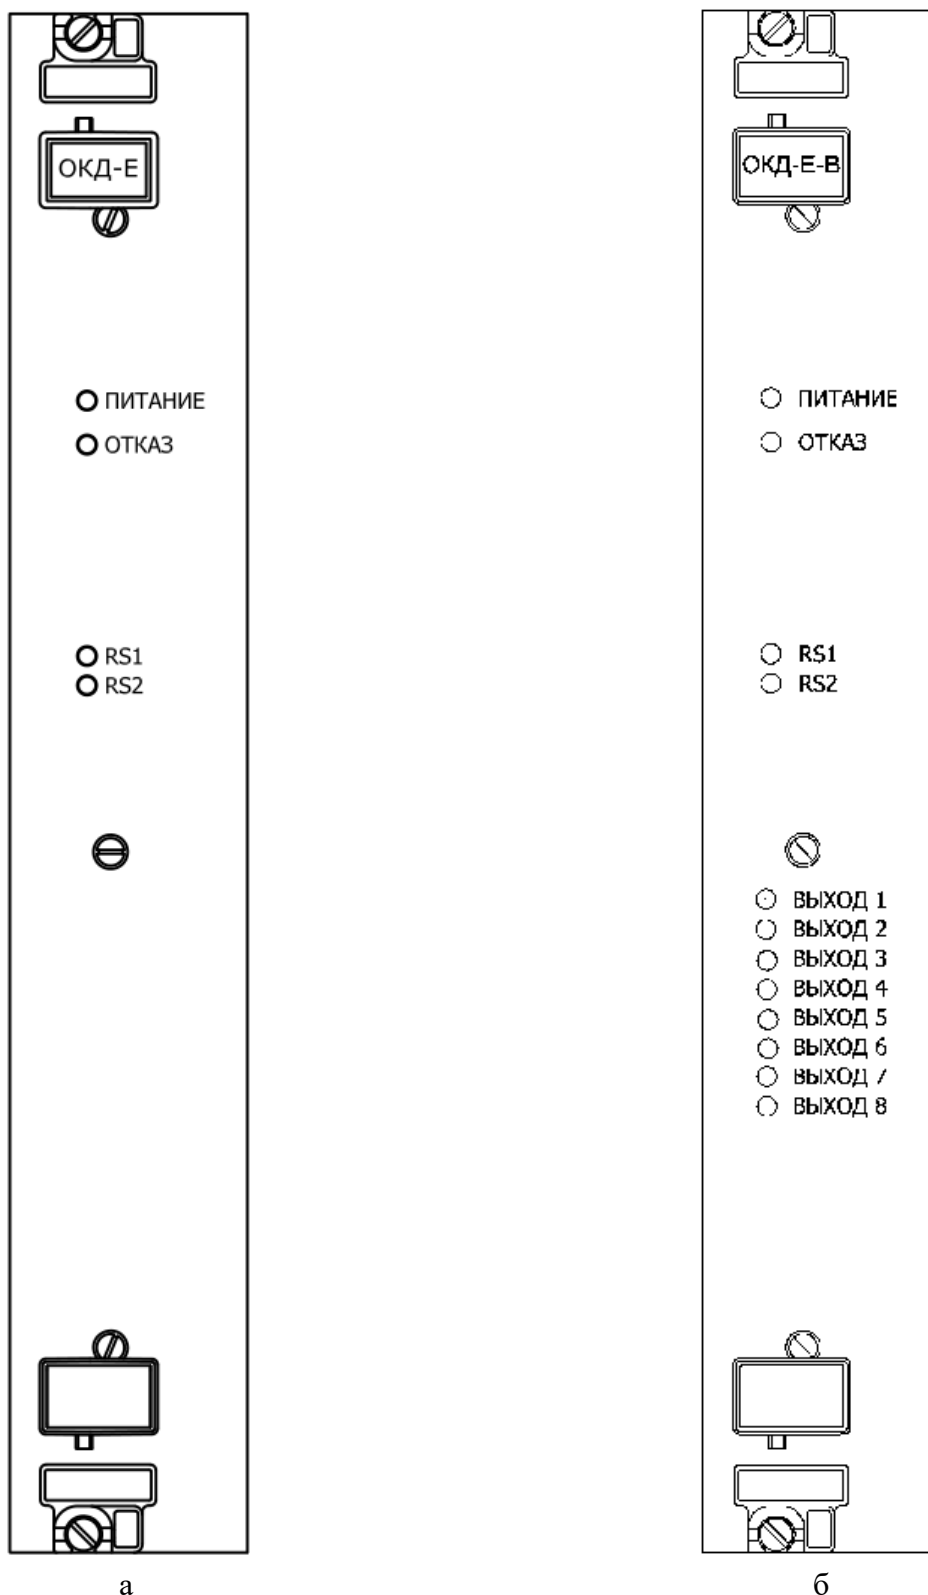 ОКД-Е
ПИТАНИЕ
ОТКАЗ
RS1
RS2
а
ОКД-Е-В
ПИТАНИЕ
ОТКАЗ
RS1
RS2
ВЫХОД 1
ВЫХОД 2
ВЫХОД 3
ВЫХОД 4
ВЫХОД 5
ВЫХОД 6
ВЫХОД 7
ВЫХОД 8
б